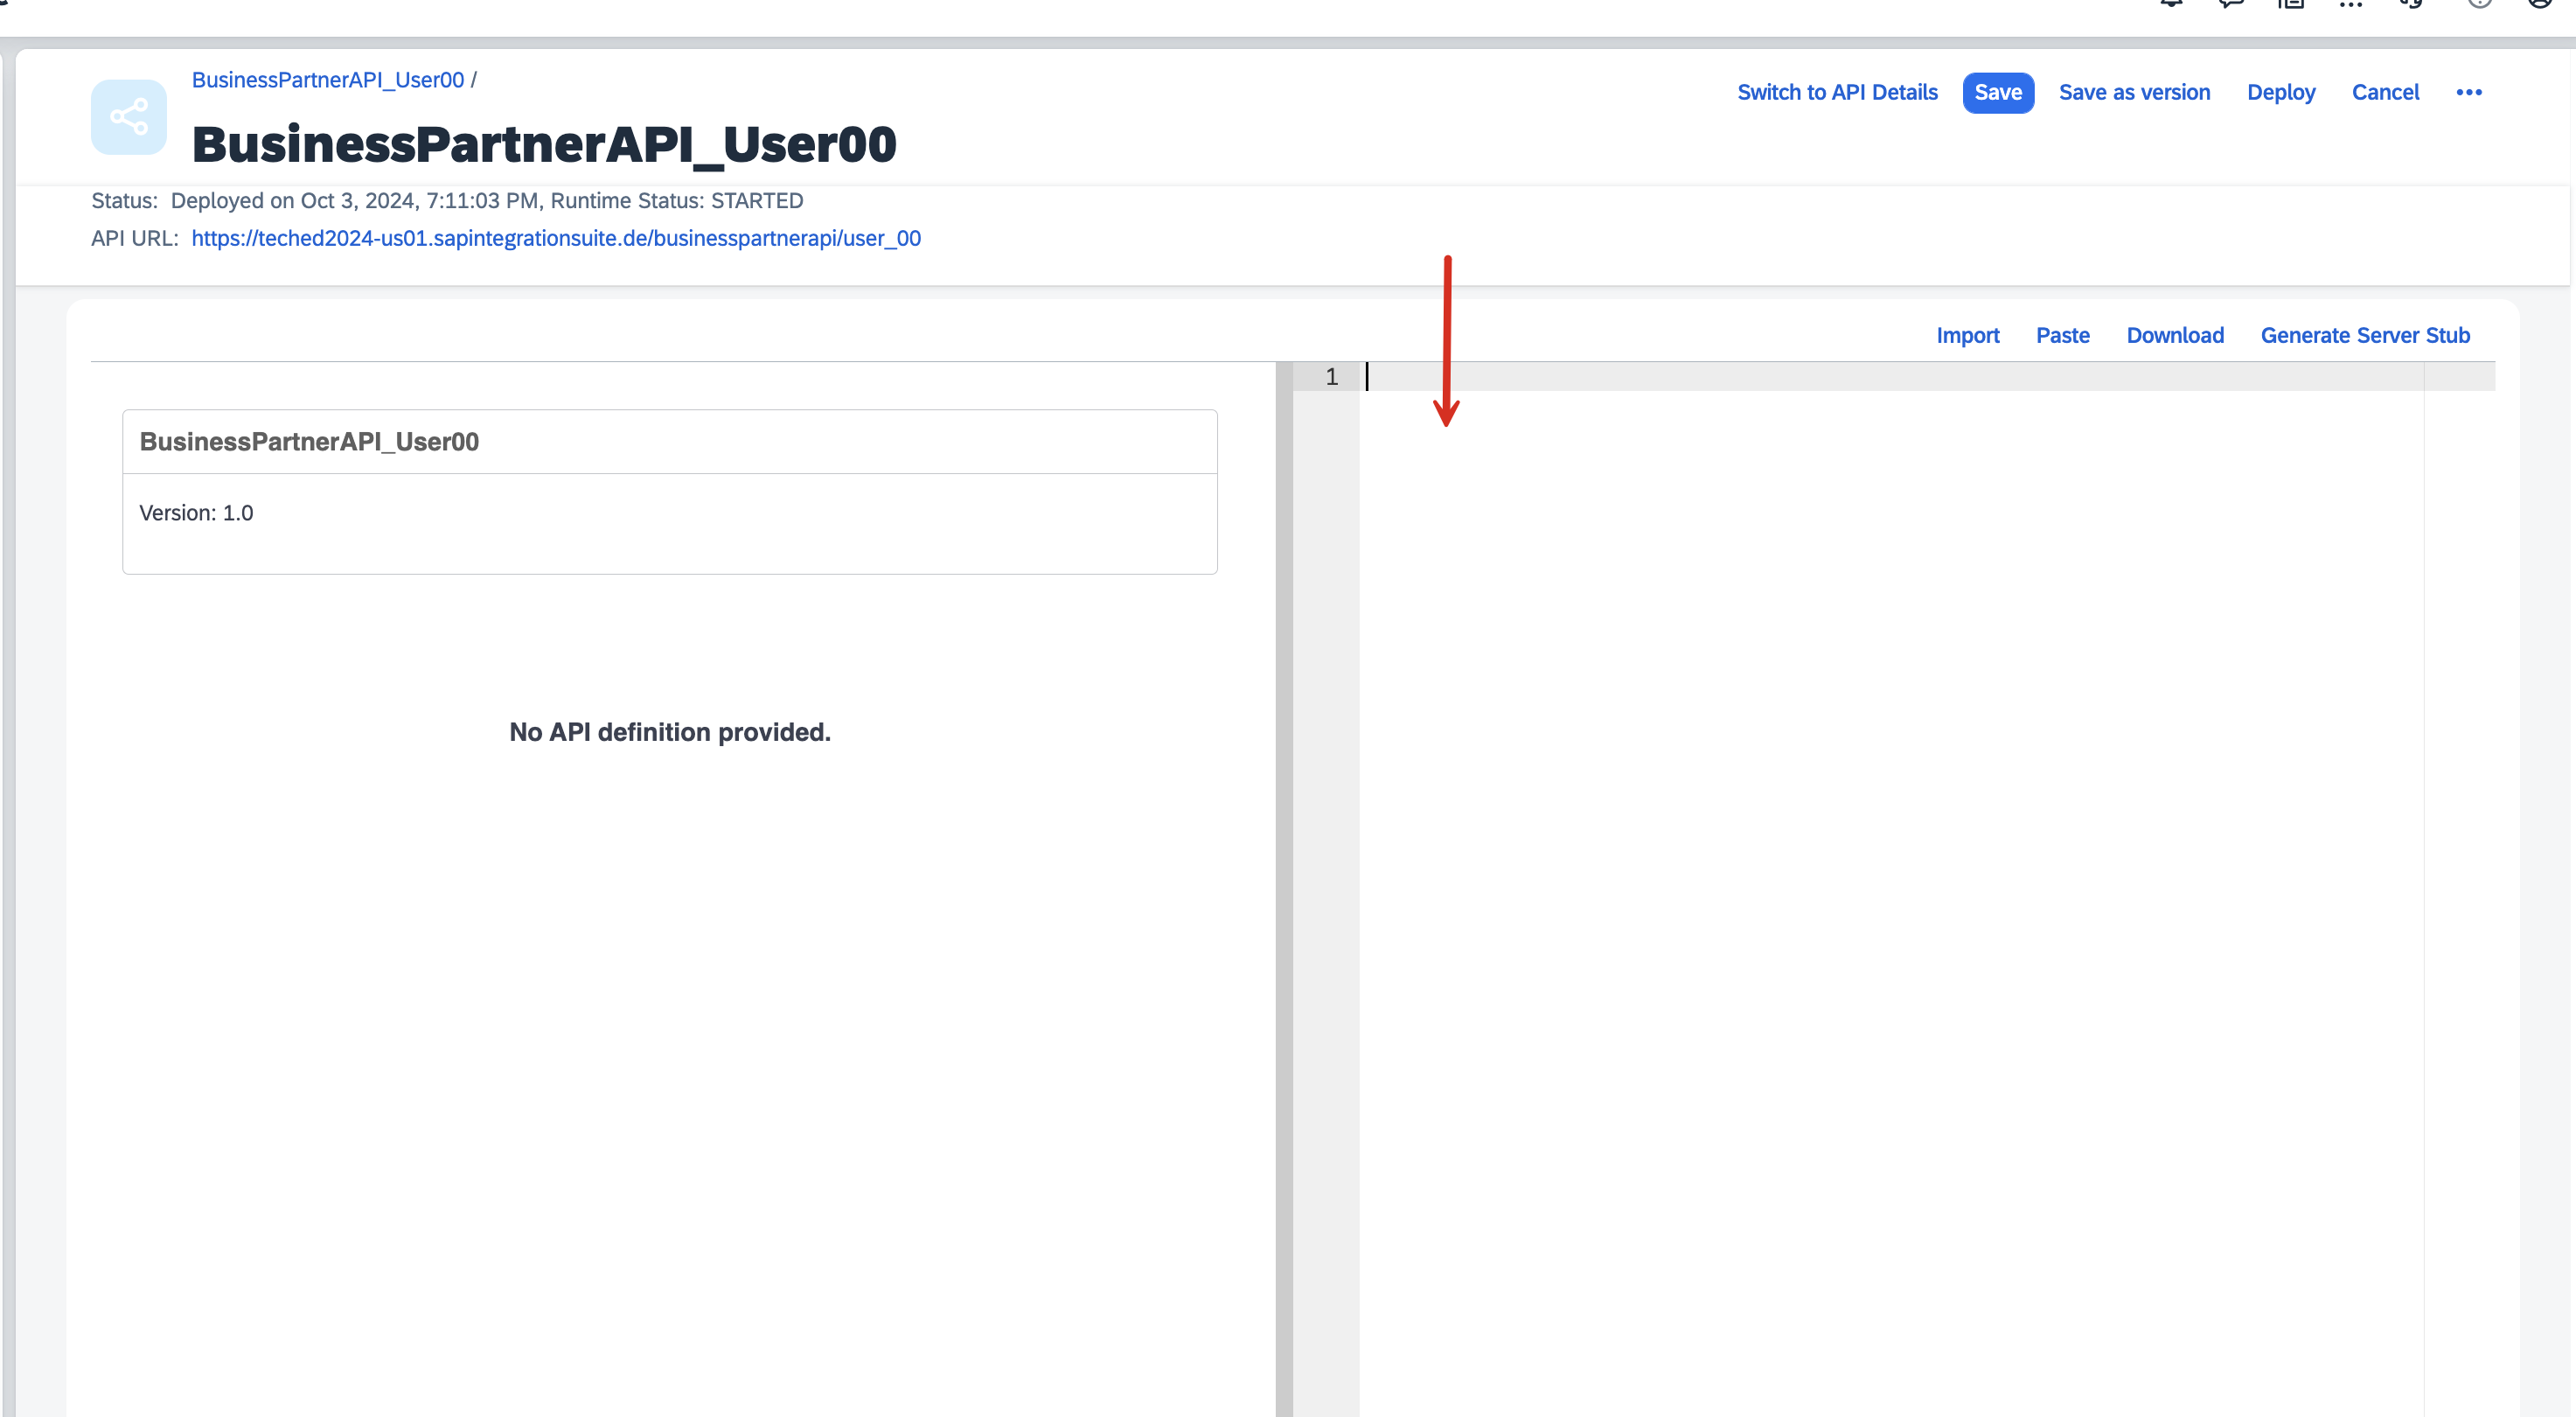 BusinessPartnerAPI_User00 /
BusinessPartnerAPI_User00
Switch to API Details Save Save as version Deploy Cancel •••
Status: Deployed on Oct 3, 2024, 7:11:03 PM, Runtime Status: STARTED
API URL: https://teched2024-us01.sapintegrationsuite.de/businesspartnerapi/user_00
Import Paste Download Generate Server Stub
1
BusinessPartnerAPI_User00
Version: 1.0
No API definition provided.